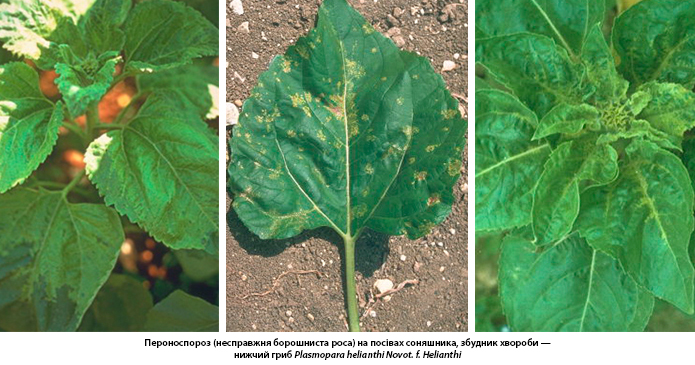 Пероноспороз (несправжня борошниста роса) на посівах соняшника, збудник хвороби —
нижчий гриб Plasmopara helianthi Novot. f. Helianthi